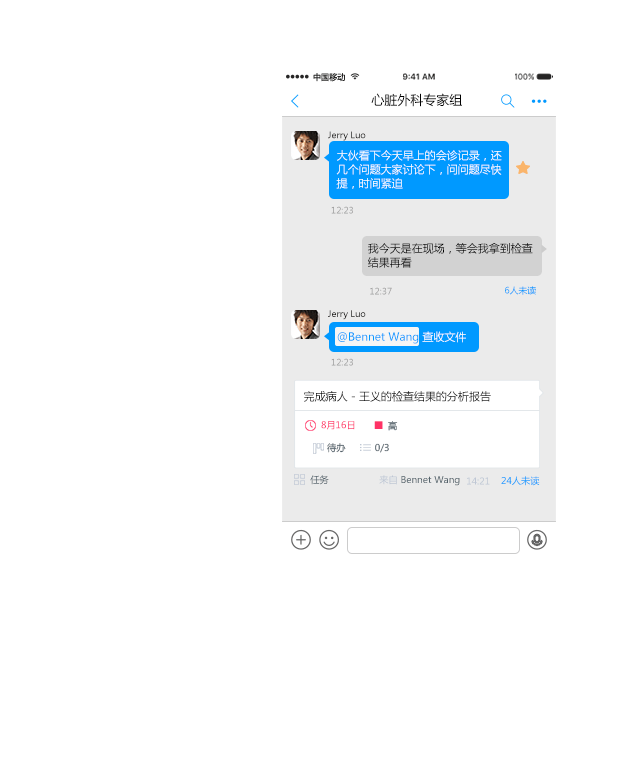 中国移动 9:41 AM 100%
心脏外科专家组
Jerry Luo
大伙看下今天早上的会诊记录，还
几个问题大家讨论下，问问题尽快
提，时间紧迫
12:23
我今天是在现场，等会我拿到检查
结果再看
12:37 6人未读
Jerry Luo
@Bennet Wang 查收文件
12:23
完成病人 - 王义的检查结果的分析报告
8月16日 高
待办 0/3
任务 来自 Bennet Wang 14:21 24人未读